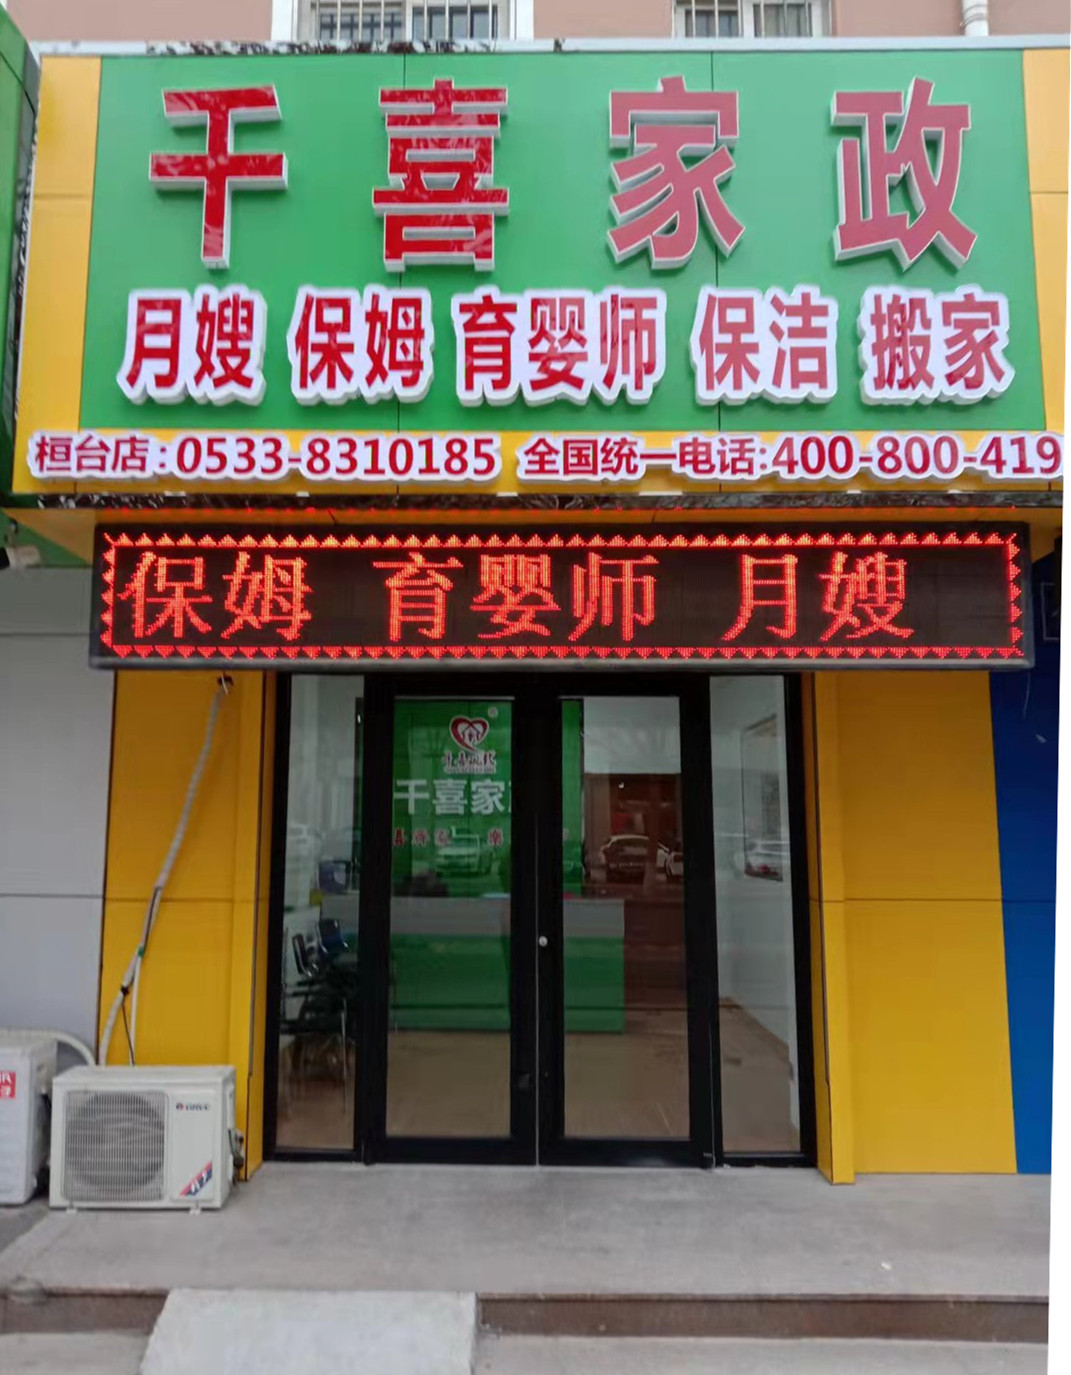 千喜家政
月嫂 保姆 育婴师 保洁 搬家
桓台店:0533-8310185 全国统一电话:400-800-419
保姆 育婴师 月嫂
千喜家